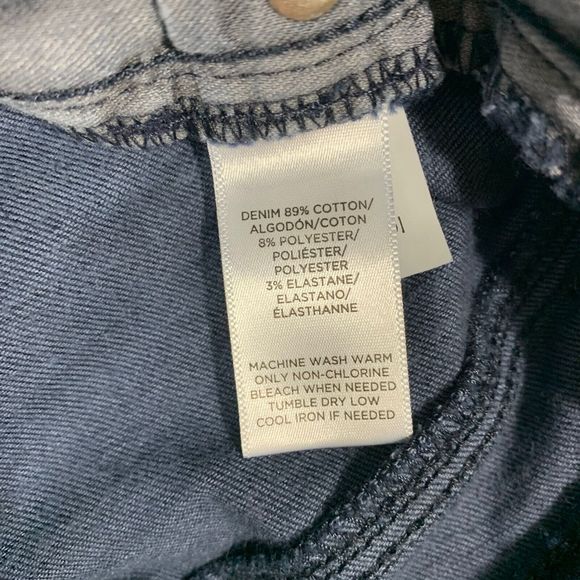 DENIM 89% COTTON/
ALGODÓN/COTON
8% POLYESTER/
POLIÉSTER/
POLYESTER
3% ELASTANE/
ELASTANO/
ÉLASTHANNE
MACHINE WASH WARM
ONLY NON-CHLORINE
BLEACH WHEN NEEDED
TUMBLE DRY LOW
COOL IRON IF NEEDED